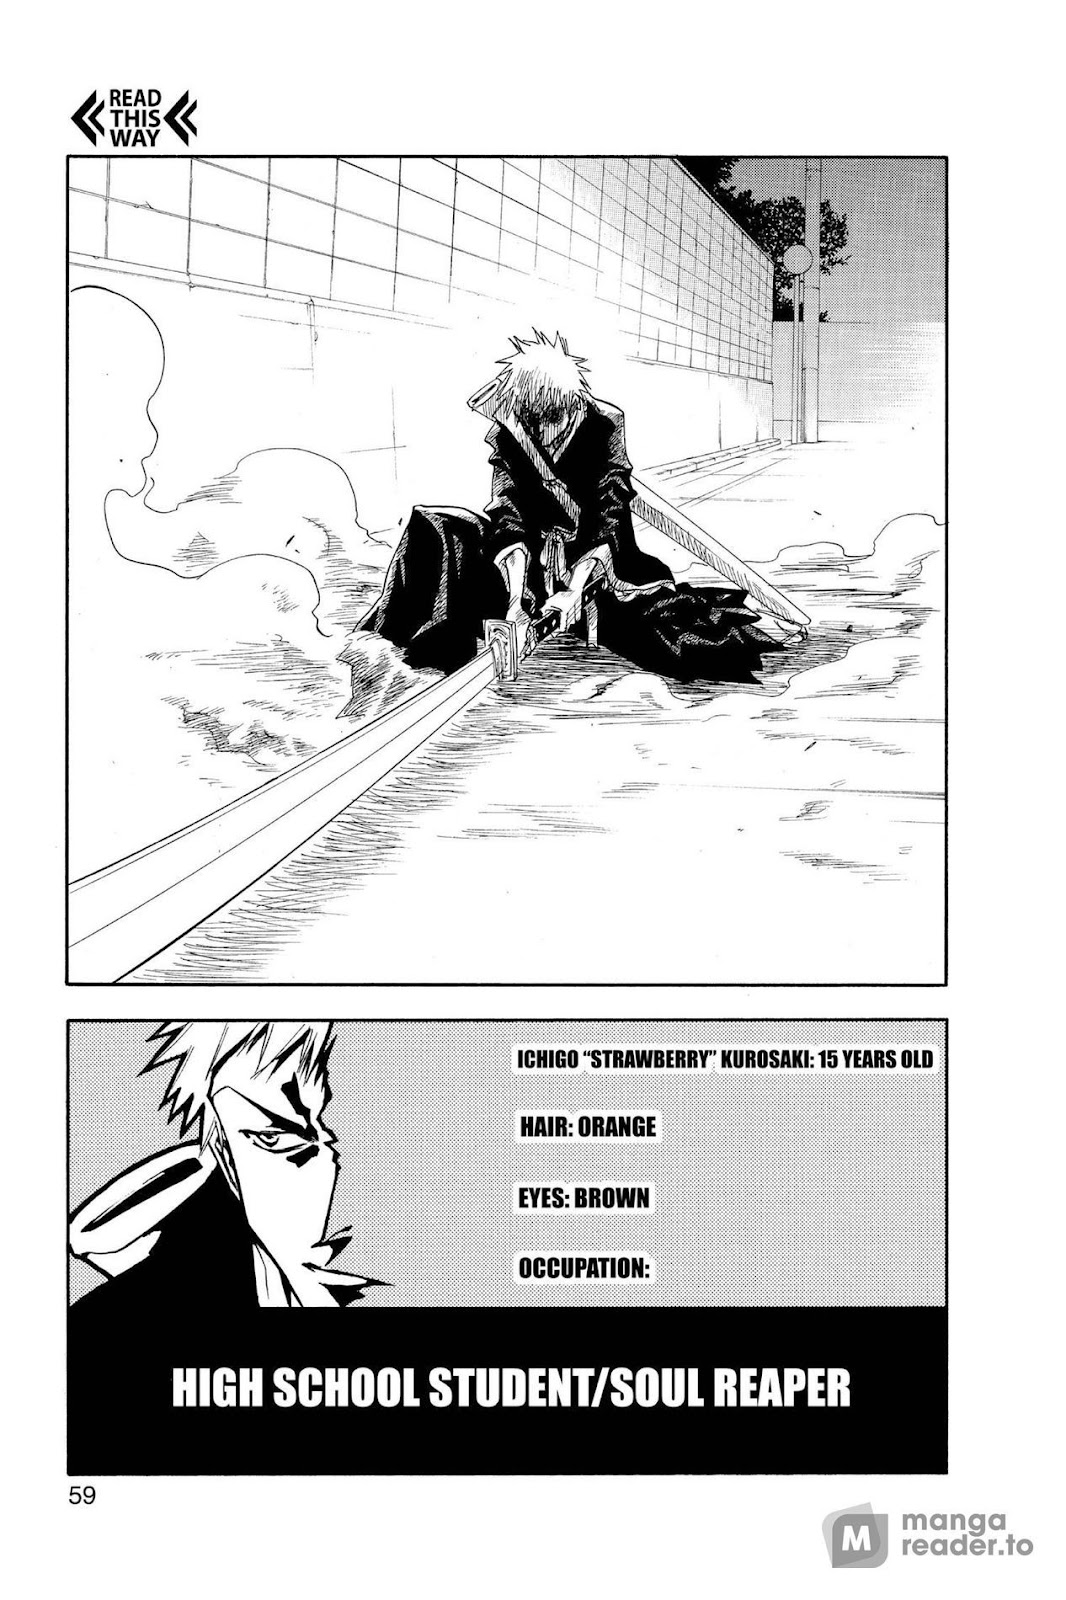 READ
THIS
WAY
ICHIGO “STRAWBERRY” KUROSAKI: 15 YEARS OLD
HAIR: ORANGE
EYES: BROWN
OCCUPATION:
HIGH SCHOOL STUDENT/SOUL REAPER
59
M
manga
reader.to